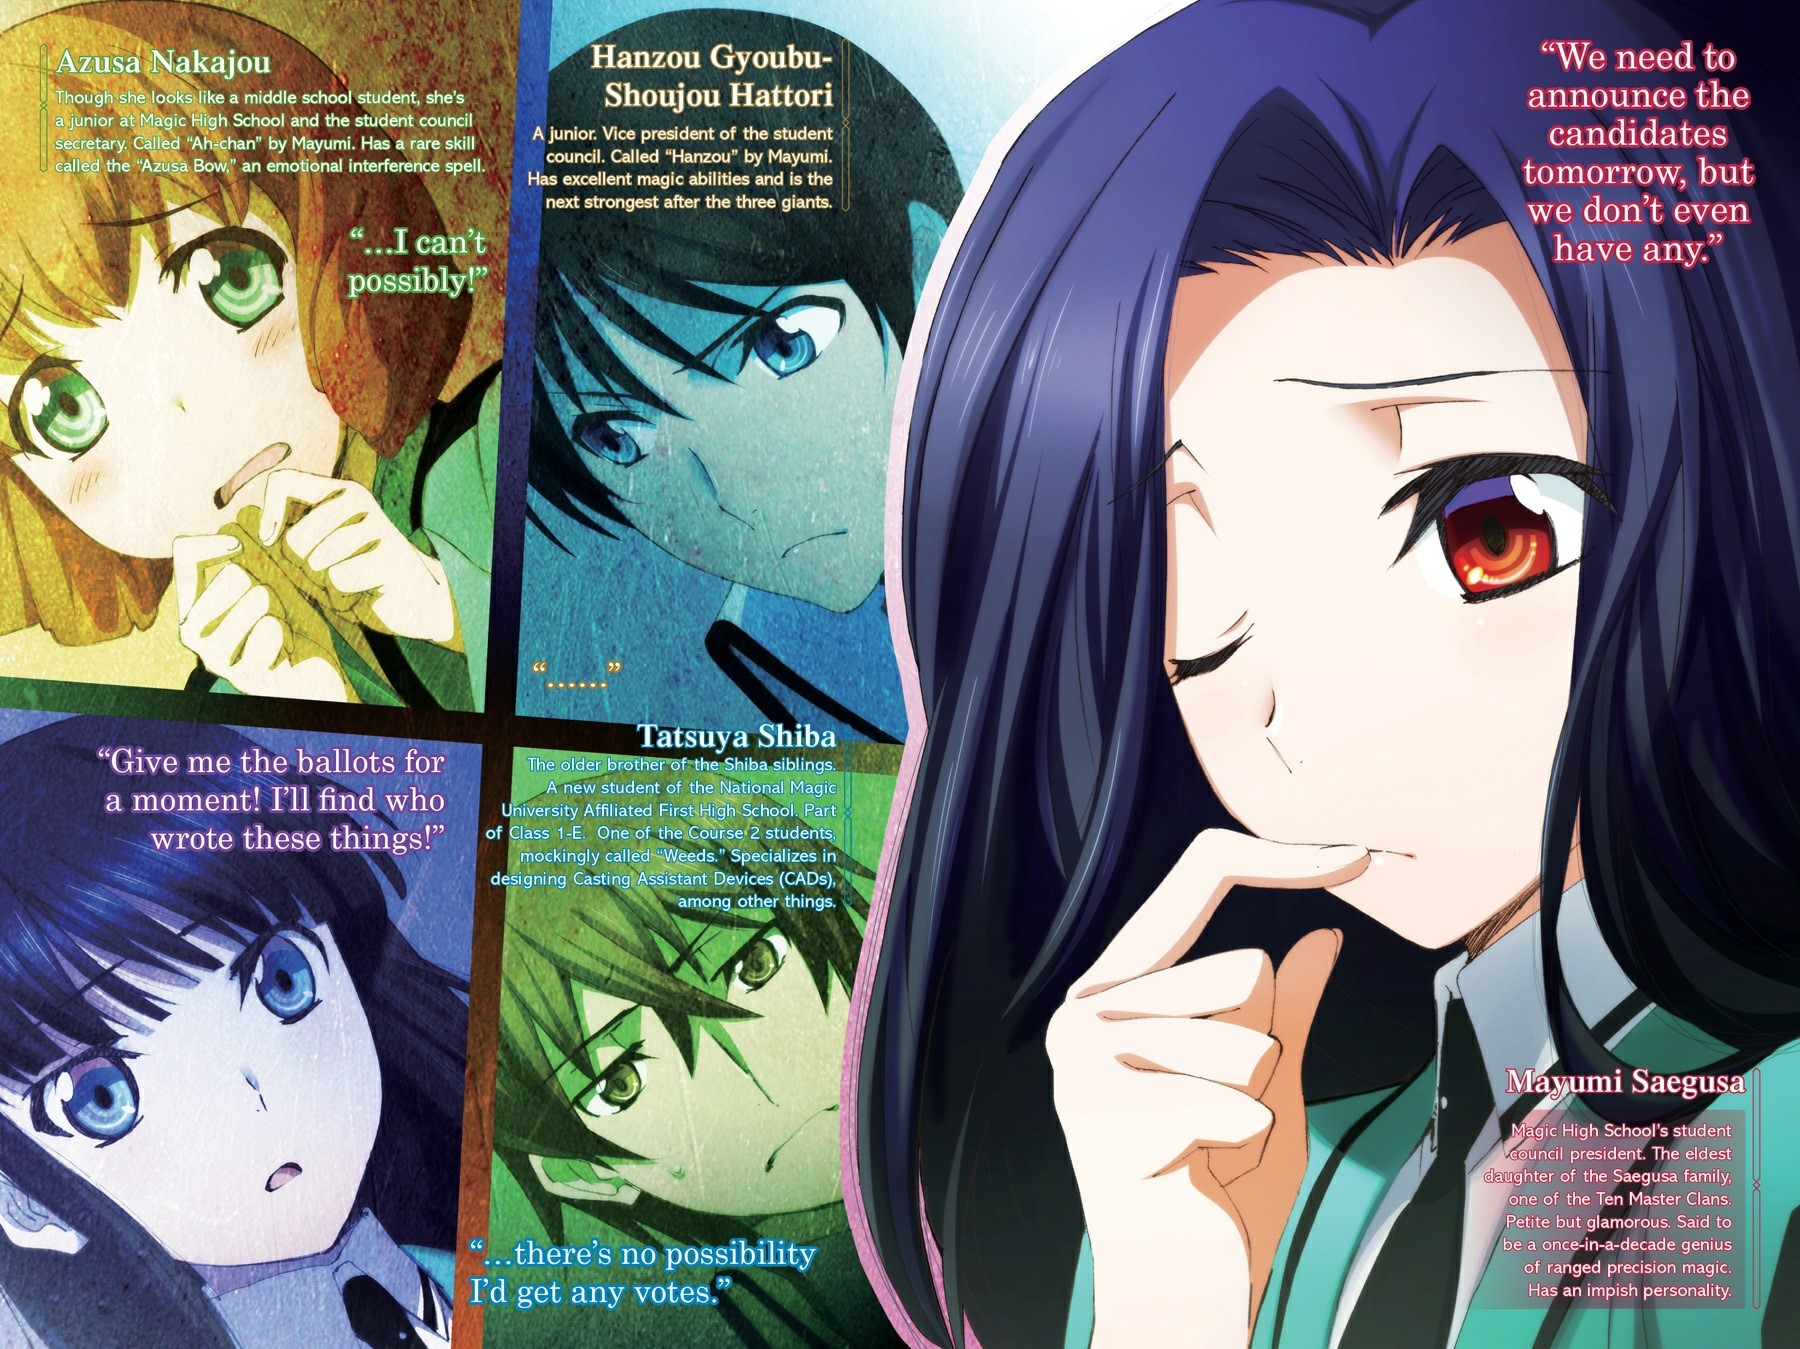 Azusa Nakajou
Though she looks like a middle school student, she's
a junior at Magic High School and the student council
secretary. Called “Ah-chan” by Mayumi. Has a rare skill
called the “Azusa Bow,” an emotional interference spell.
“...I can’t
possibly!”
Hanzou Gyoubu-
Shoujou Hattori
A junior. Vice president of the student
council. Called “Hanzou” by Mayumi.
Has excellent magic abilities and is the
next strongest after the three giants.
“......”
“We need to
announce the
candidates
tomorrow, but
we don’t even
have any.”
“Give me the ballots for
a moment! I’ll find who
wrote these things!”
Tatsuya Shiba
The older brother of the Shiba siblings.
A new student of the National Magic
University Affiliated First High School. Part
of Class 1-E. One of the Course 2 students,
mockingly called “Weeds.” Specializes in
designing Casting Assistant Devices (CADs),
among other things.
“...there’s no possibility
I’d get any votes.”
Mayumi Saegusa
Magic High School’s student
council president. The eldest
daughter of the Saegusa family,
one of the Ten Master Clans.
Petite but glamorous. Said to
be a once-in-a-decade genius
of ranged precision magic.
Has an impish personality.